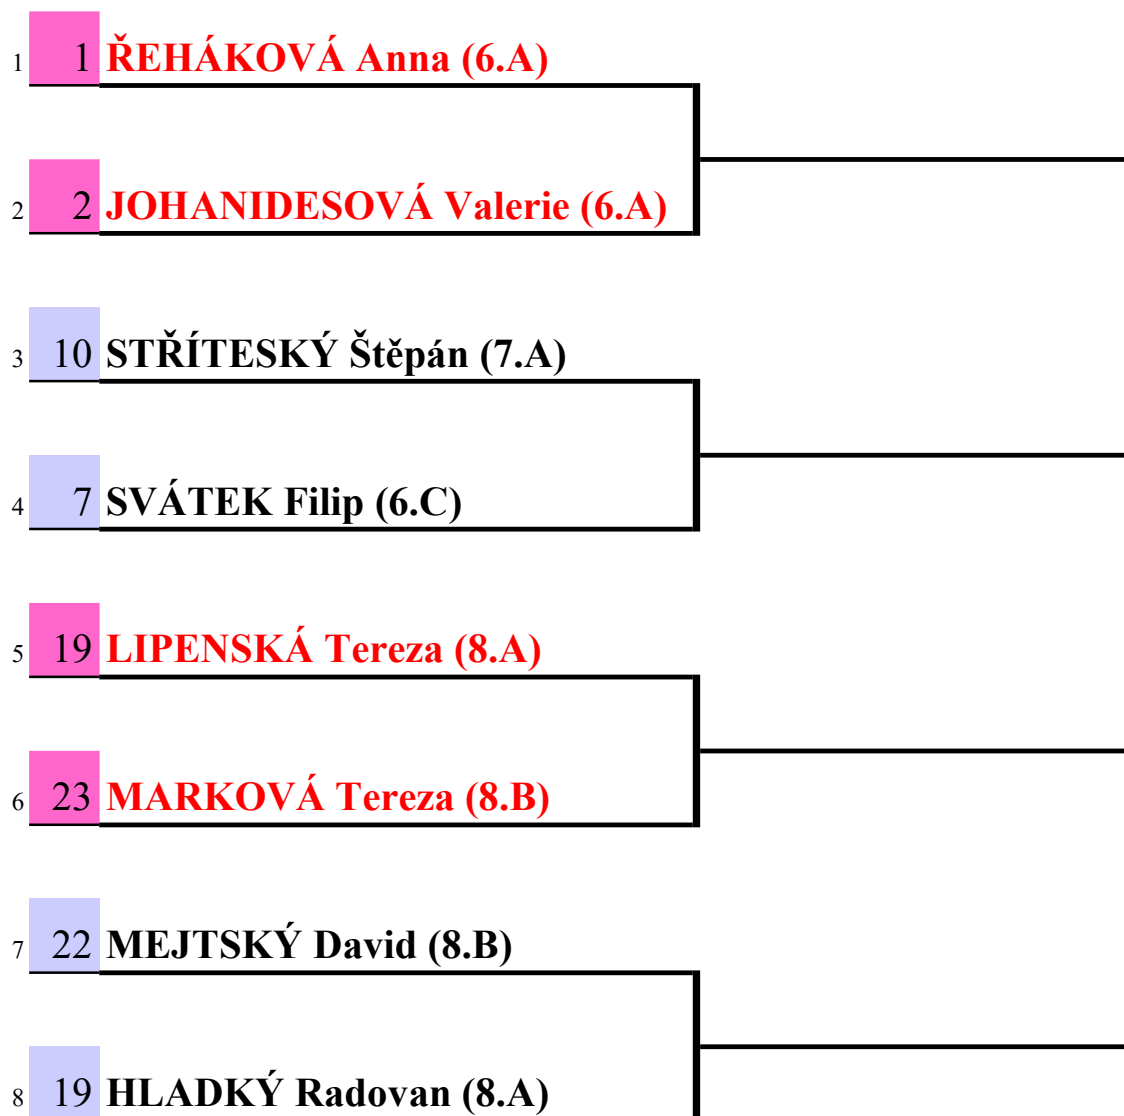 1 1 ŘEHÁKOVÁ Anna (6.A)
2 2 JOHANIDESOVÁ Valerie (6.A)
3 10 STŘÍTESKÝ Štěpán (7.A)
4 7 SVÁTEK Filip (6.C)
5 19 LIPENSKÁ Tereza (8.A)
6 23 MARKOVÁ Tereza (8.B)
7 22 MEJTSKÝ David (8.B)
8 19 HLADKÝ Radovan (8.A)